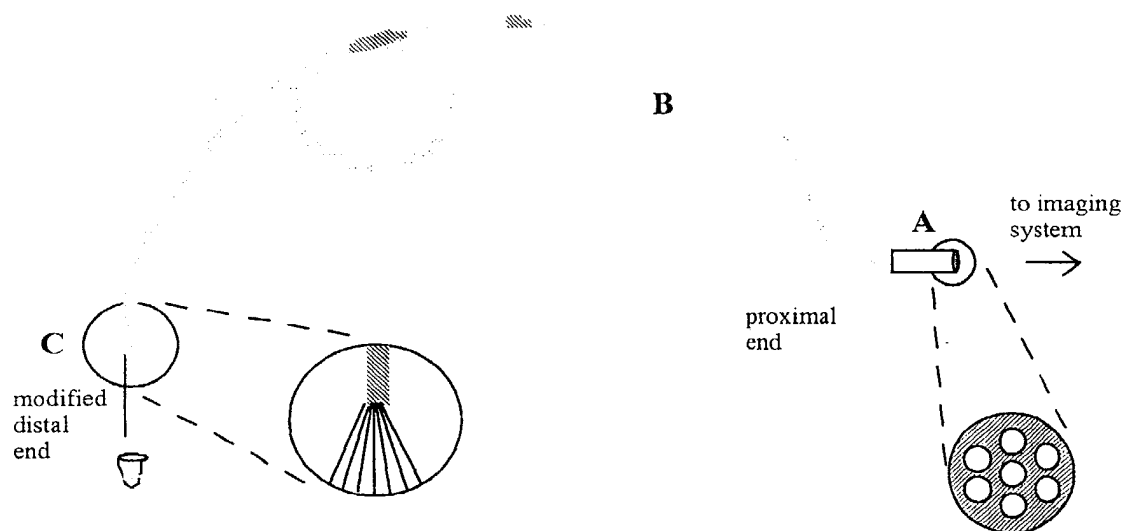 B
A
to imaging
system
proximal
end
C
modified
distal
end